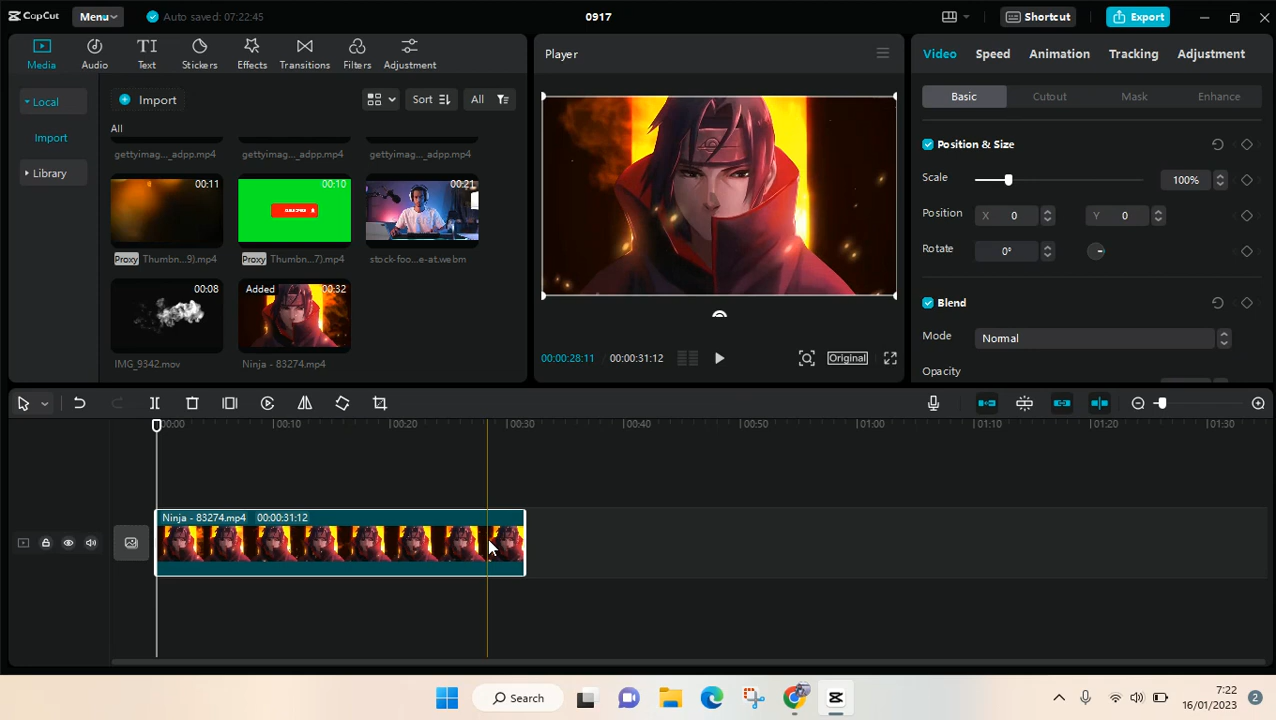 CapCut Menu Auto saved: 07:22:45 0917 Shortcut Export
Media Audio Text Stickers Effects Transitions Filters Adjustment
Player
Video Speed Animation Tracking Adjustment
Local
Import
Library
Import Sort All
All
gettyimag..._adpp.mp4 gettyimag..._adpp.mp4 gettyimag..._adpp.mp4
00:11 00:10 00:21
Proxy Thumbn...9).mp4 Proxy Thumbn...7).mp4 stock-foo...e-at.webm
00:08 Added 00:32
IMG_9342.mov Ninja - 83274.mp4
00:00:28:11 00:00:31:12 Original
Basic Cutout Mask Enhance
Position & Size
Scale 100%
Position X 0 Y 0
Rotate 0°
Blend
Mode Normal
Opacity
00:00 00:10 00:20 00:30 00:40 00:50 01:00 01:10 01:20 01:30
Ninja - 83274.mp4 00:00:31:12
Search
7:22
16/01/2023 2